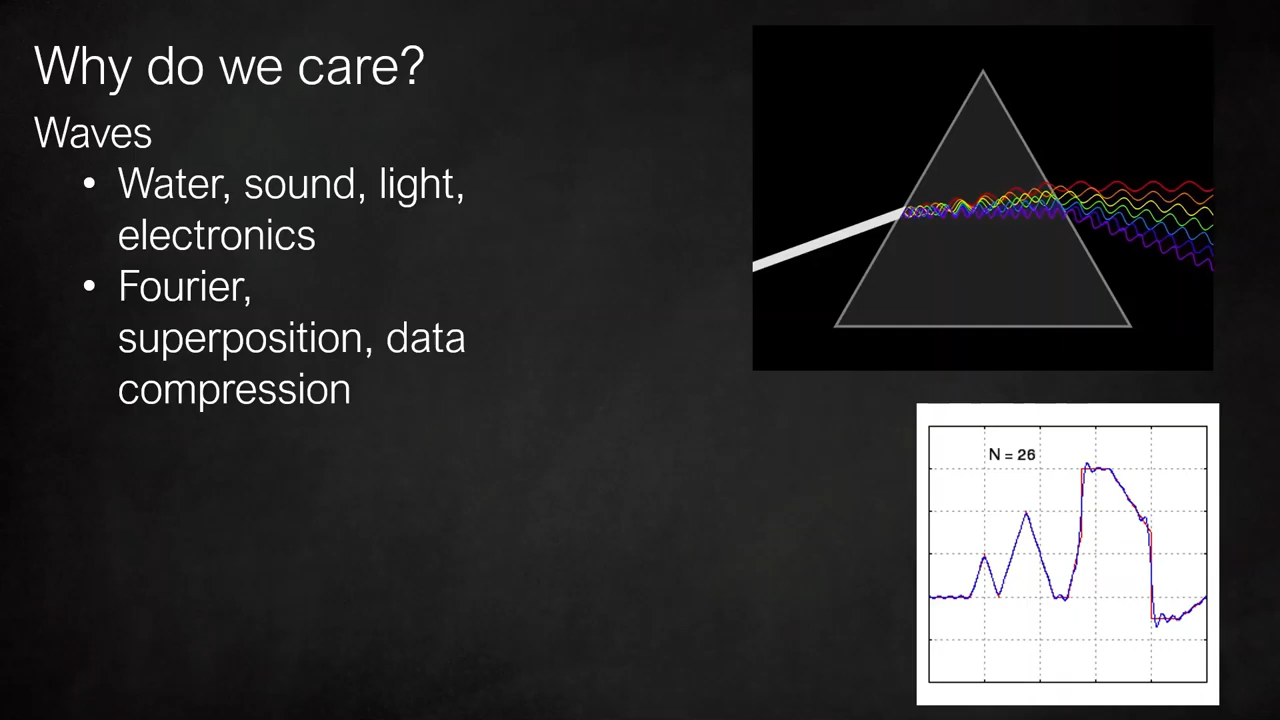 Why do we care?
Waves
• Water, sound, light,
electronics
• Fourier,
superposition, data
compression
N = 26